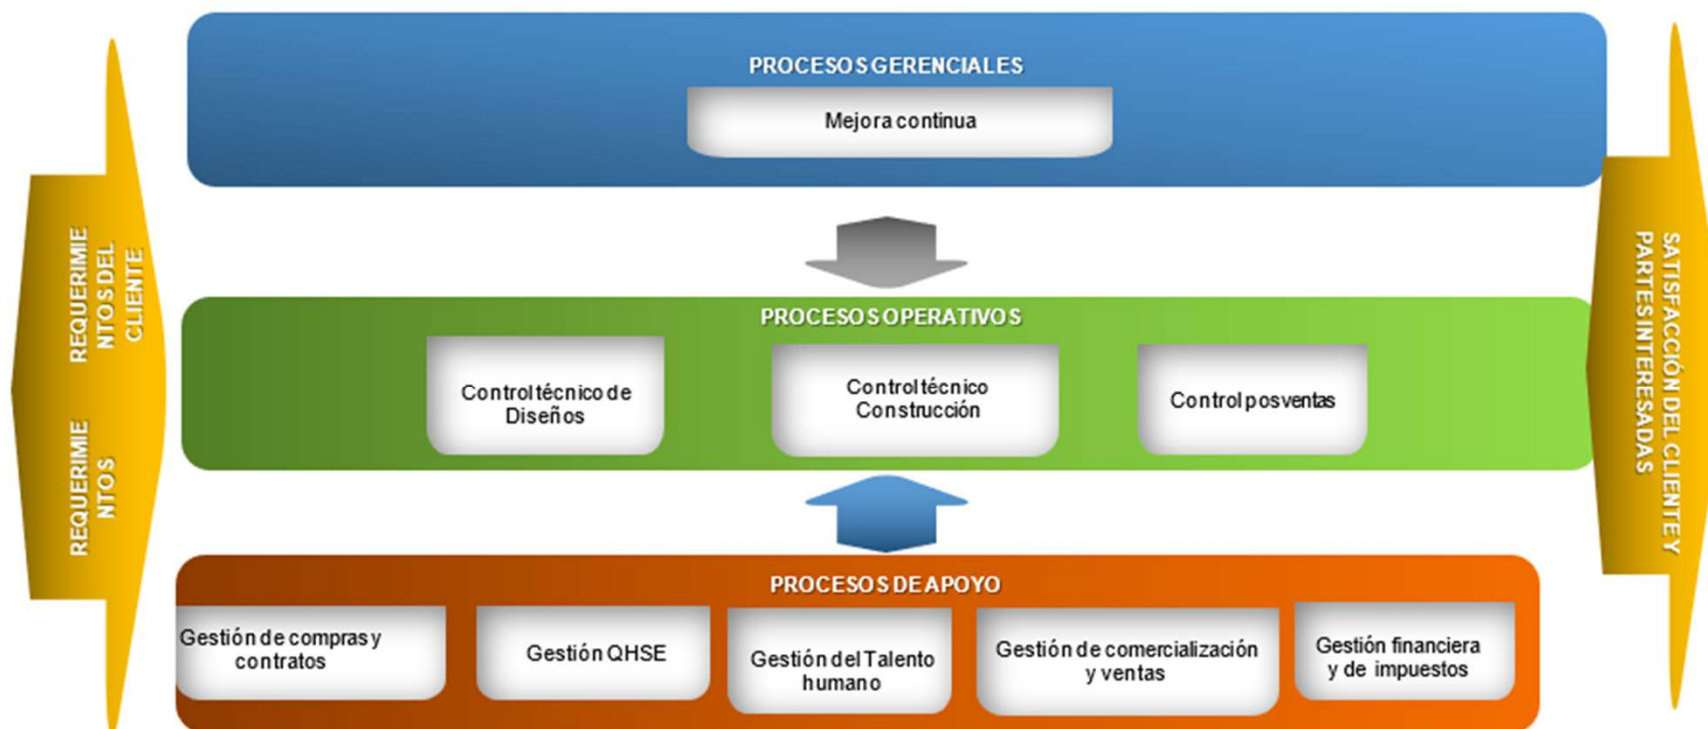 PROCESOS GERENCIALES
Mejora continua
REQUERIMIE
NTOS DEL
CLIENTE
REQUERIME
NTOS
PROCESOS OPERATIVOS
Control técnico de
Diseños
Control técnico
Construcción
Control posventas
SATISFACCIÓN DEL CLIENTE Y
PARTES INTERESADAS
PROCESOS DE APOYO
Gestión de compras y
contratos
Gestión QHSE
Gestión del Talento
humano
Gestión de comercialización
y ventas
Gestión financiera
y de impuestos